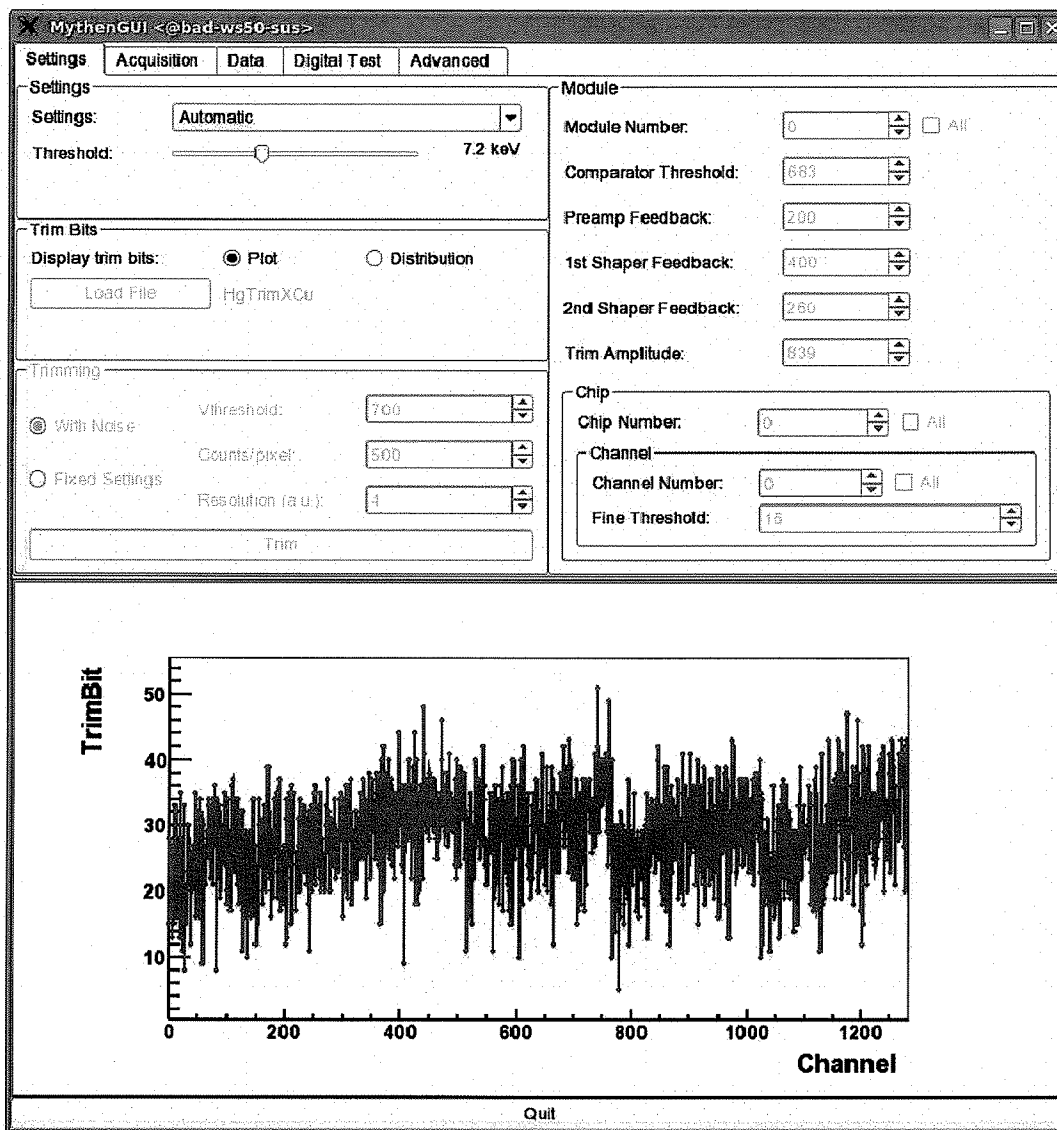 MythenGUI <@bad-ws50-sus>
Settings Acquisition Data Digital Test Advanced
Settings
Settings: Automatic
Threshold: 7.2 keV
Trim Bits
Display trim bits: Plot Distribution
Load File HgTrimXCu
Trimming
With Noise
Fixed Settings
Vthreshold: 700
Counts/pixel: 500
Resolution (a.u.): 4
Trim
Module
Module Number: 0 All
Comparator Threshold: 683
Preamp Feedback: 200
1st Shaper Feedback: 400
2nd Shaper Feedback: 260
Trim Amplitude: 839
Chip
Chip Number: 0 All
Channel
Channel Number: 0 All
Fine Threshold: 16
TrimBit
50
40
30
20
10
0 200 400 600 800 1000 1200
Channel
Quit